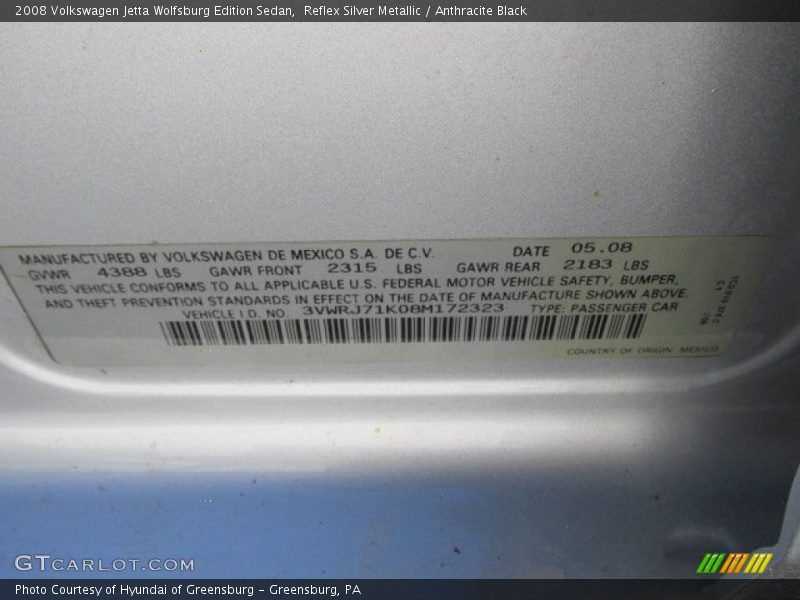 2008 Volkswagen Jetta Wolfsburg Edition Sedan, Reflex Silver Metallic / Anthracite Black
MANUFACTURED BY VOLKSWAGEN DE MEXICO S.A. DE C.V. DATE 05.08
GVWR 4388 LBS GAWR FRONT 2315 LBS GAWR REAR 2183 LBS
THIS VEHICLE CONFORMS TO ALL APPLICABLE U.S. FEDERAL MOTOR VEHICLE SAFETY, BUMPER,
AND THEFT PREVENTION STANDARDS IN EFFECT ON THE DATE OF MANUFACTURE SHOWN ABOVE.
VEHICLE I.D. NO. 3VWRJ71K08M172323 TYPE: PASSENGER CAR
COUNTRY OF ORIGIN: MEXICO
GTCARLOT.COM
Photo Courtesy of Hyundai of Greensburg – Greensburg, PA